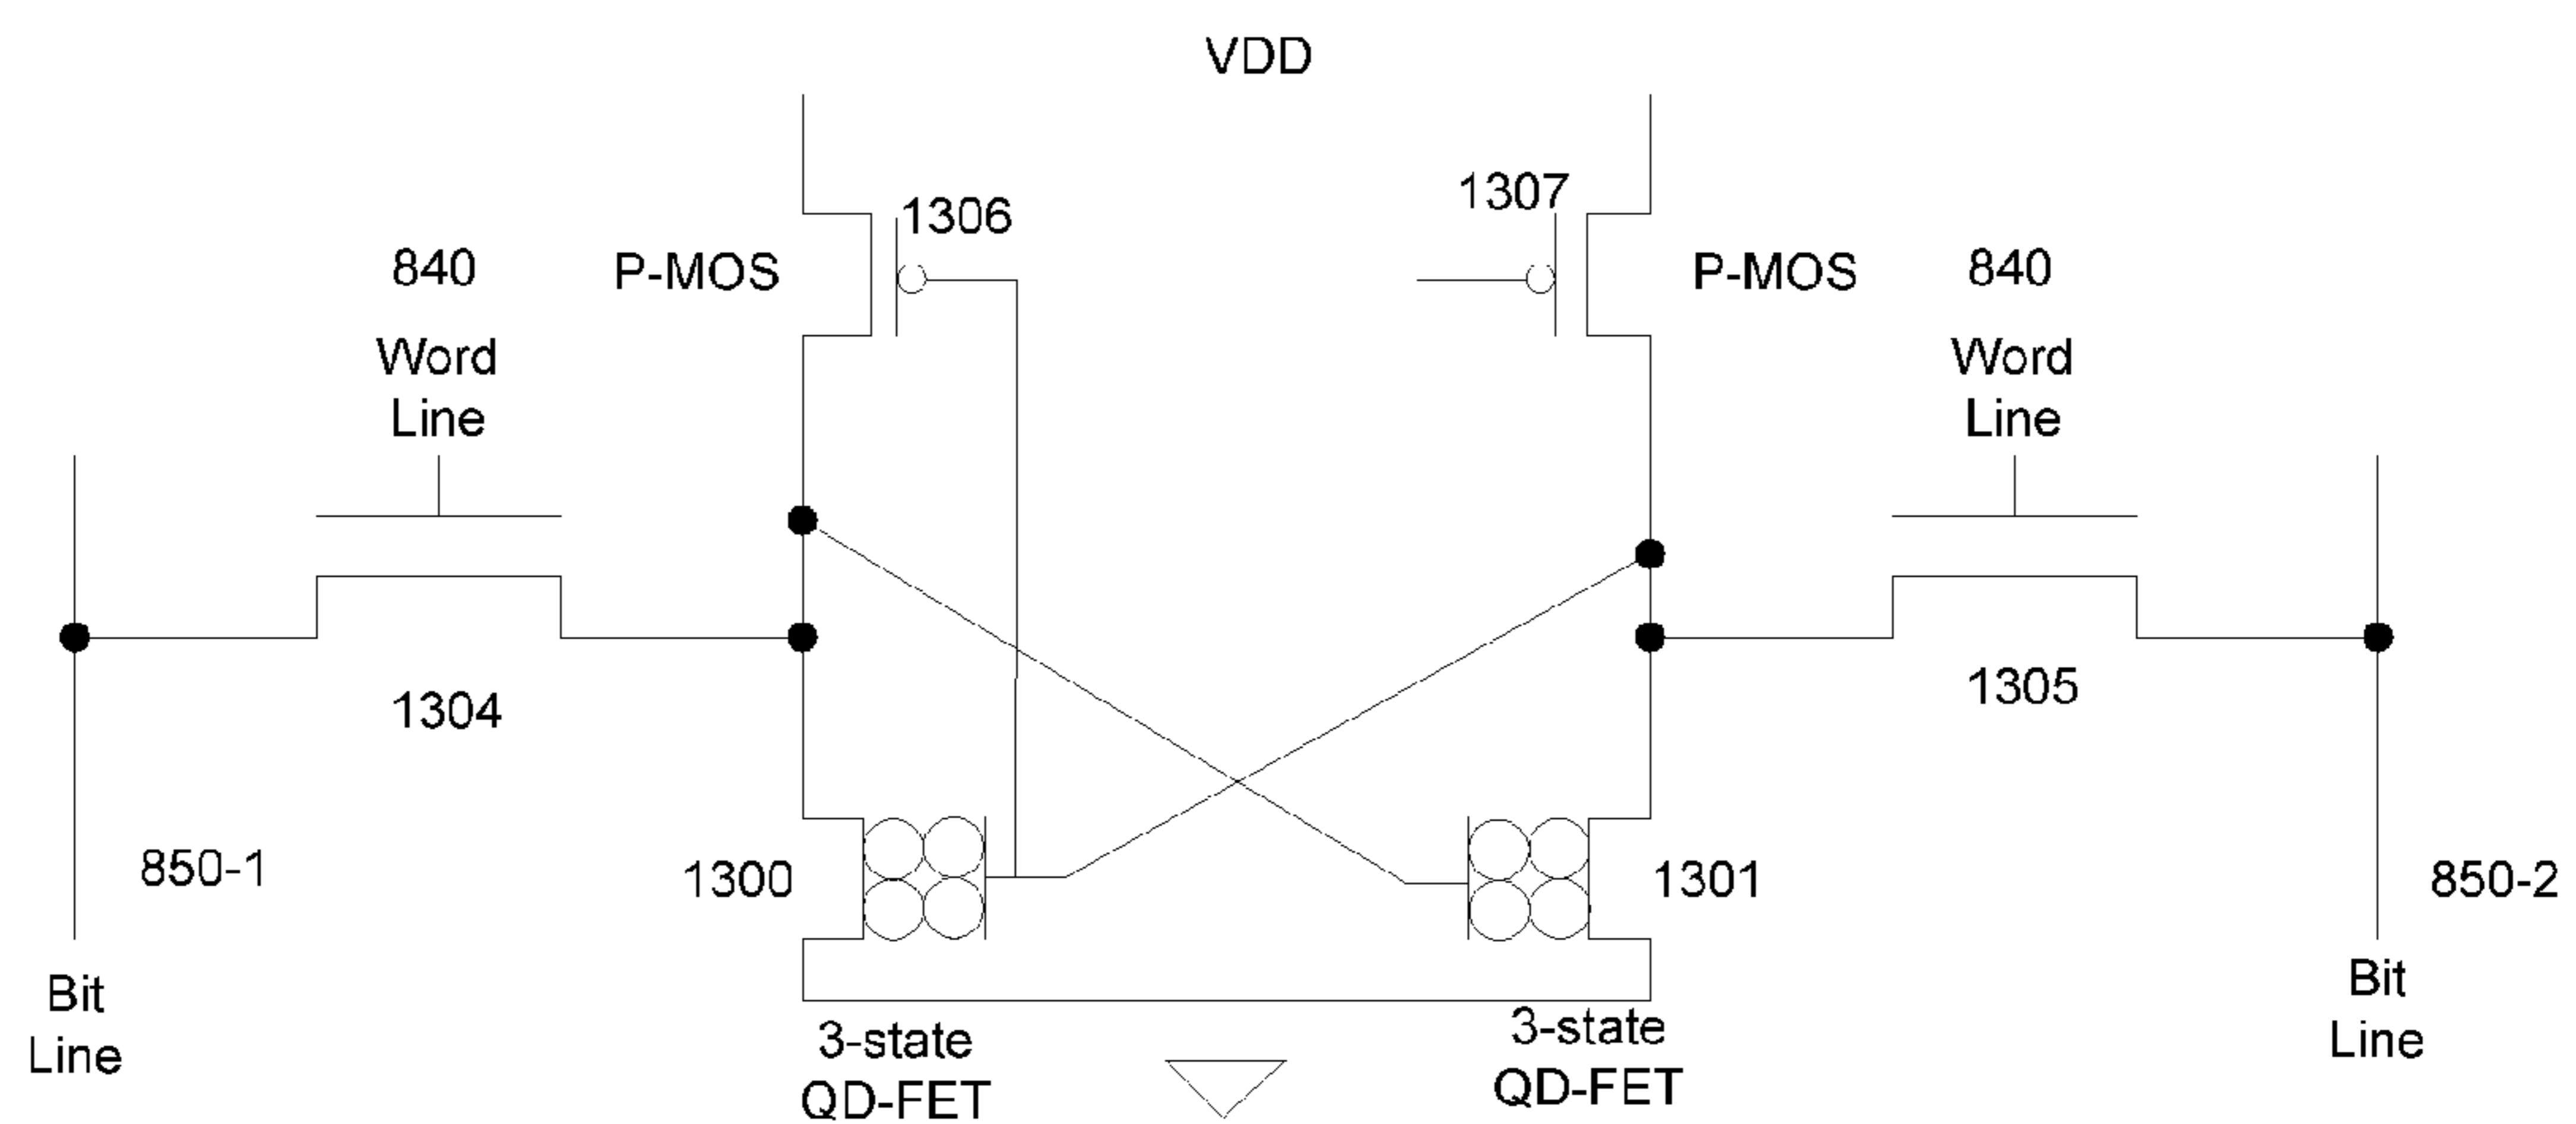 VDD
1306
1307
840
P-MOS
P-MOS
840
Word
Line
Word
Line
1304
1305
850-1
1300
1301
850-2
Bit
Line
3-state
QD-FET
3-state
QD-FET
Bit
Line